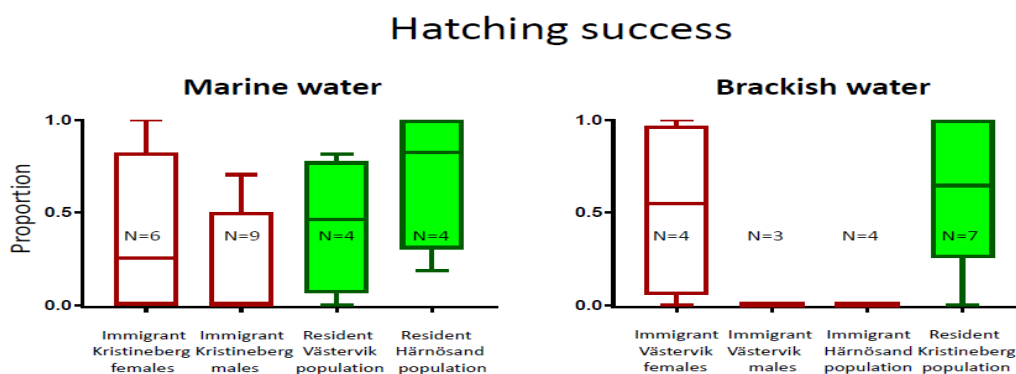 Hatching success
Marine water
Brackish water
Proportion
1.0
0.5
0.0
N=6
N=9
N=4
N=4
Immigrant
Kristineberg
females
Immigrant
Kristineberg
males
Resident
Västervik
population
Resident
Härnösand
population
1.0
0.5
0.0
N=4
N=3
N=4
N=7
Immigrant
Västervik
females
Immigrant
Västervik
males
Immigrant
Härnösand
population
Resident
Kristineberg
population